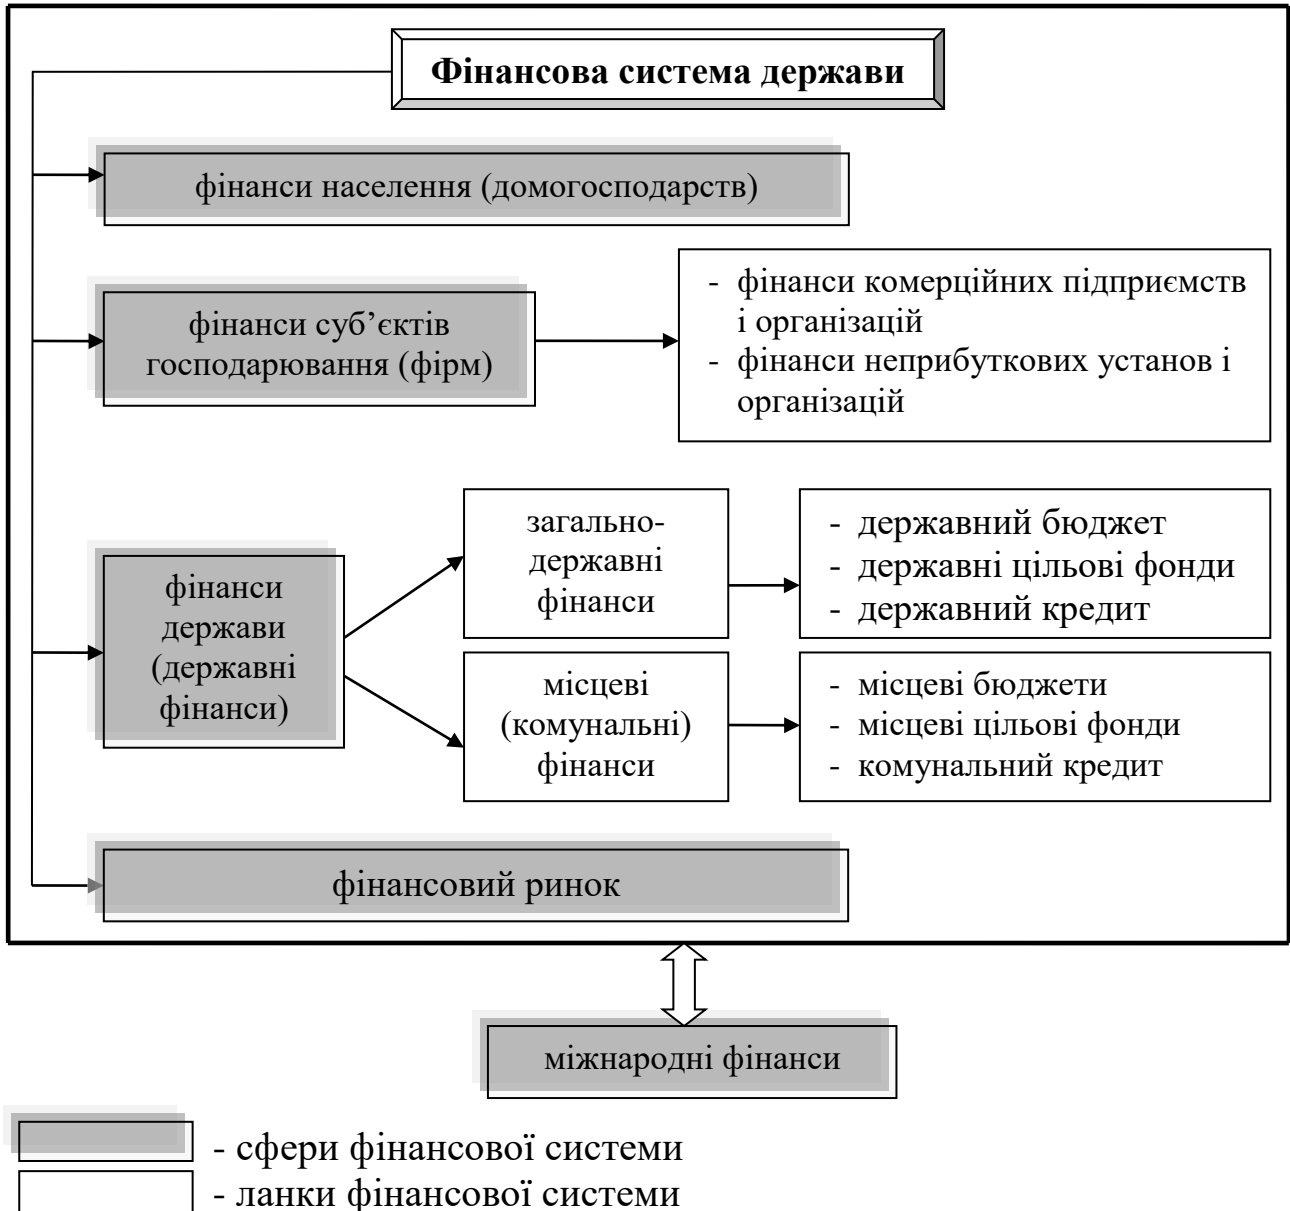 Фінансова система держави
фінанси населення (домогосподарств)
фінанси суб’єктів
господарювання (фірм)
- фінанси комерційних підприємств
і організацій
- фінанси неприбуткових установ і
організацій
фінанси
держави
(державні
фінанси)
загально-
державні
фінанси
- державний бюджет
- державні цільові фонди
- державний кредит
місцеві
(комунальні)
фінанси
- місцеві бюджети
- місцеві цільові фонди
- комунальний кредит
фінансовий ринок
міжнародні фінанси
- сфери фінансової системи
- ланки фінансової системи